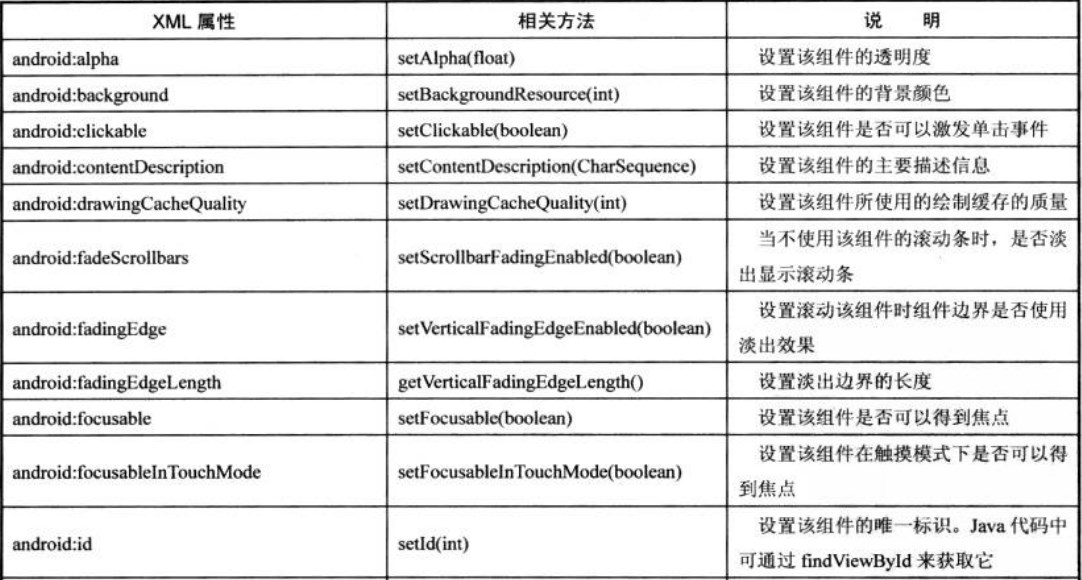 XML 属性 相关方法 说 明
android:alpha setAlpha(float) 设置该组件的透明度
android:background setBackgroundResource(int) 设置该组件的背景颜色
android:clickable setClickable(boolean) 设置该组件是否可以激发单击事件
android:contentDescription setContentDescription(CharSequence) 设置该组件的主要描述信息
android:drawingCacheQuality setDrawingCacheQuality(int) 设置该组件所使用的绘制缓存的质量
android:fadeScrollbars setScrollbarFadingEnabled(boolean) 当不使用该组件的滚动条时，是否淡
出显示滚动条
android:fadingEdge setVerticalFadingEdgeEnabled(boolean) 设置滚动该组件时组件边界是否使用
淡出效果
android:fadingEdgeLength getVerticalFadingEdgeLength() 设置淡出边界的长度
android:focusable setFocusable(boolean) 设置该组件是否可以得到焦点
android:focusableInTouchMode setFocusableInTouchMode(boolean) 设置该组件在触摸模式下是否可以得
到焦点
android:id setId(int) 设置该组件的唯一标识。Java 代码中
可通过 findViewById 来获取它